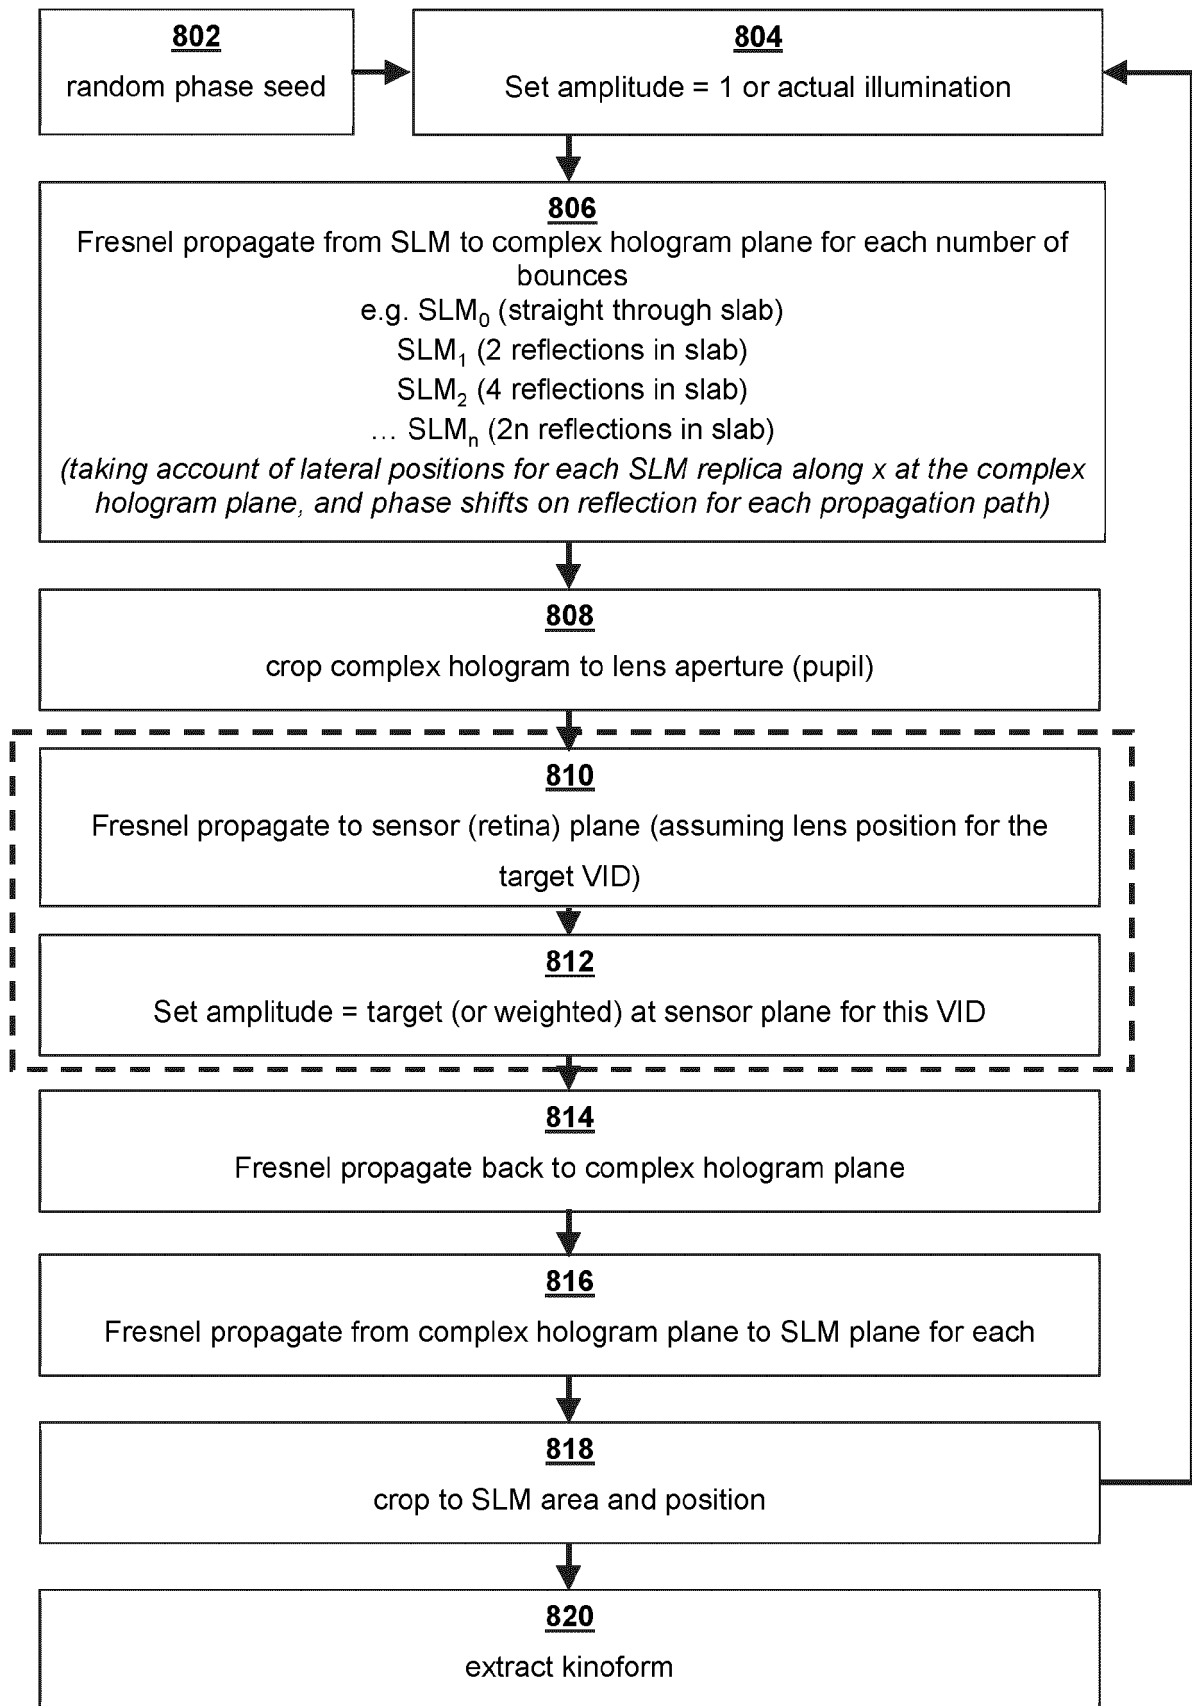 802
random phase seed
804
Set amplitude = 1 or actual illumination
806
Fresnel propagate from SLM to complex hologram plane for each number of
bounces
e.g. SLM₀ (straight through slab)
SLM₁ (2 reflections in slab)
SLM₂ (4 reflections in slab)
… SLMₙ (2n reflections in slab)
(taking account of lateral positions for each SLM replica along x at the complex
hologram plane, and phase shifts on reflection for each propagation path)
808
crop complex hologram to lens aperture (pupil)
810
Fresnel propagate to sensor (retina) plane (assuming lens position for the
target VID)
812
Set amplitude = target (or weighted) at sensor plane for this VID
814
Fresnel propagate back to complex hologram plane
816
Fresnel propagate from complex hologram plane to SLM plane for each
818
crop to SLM area and position
820
extract kinoform